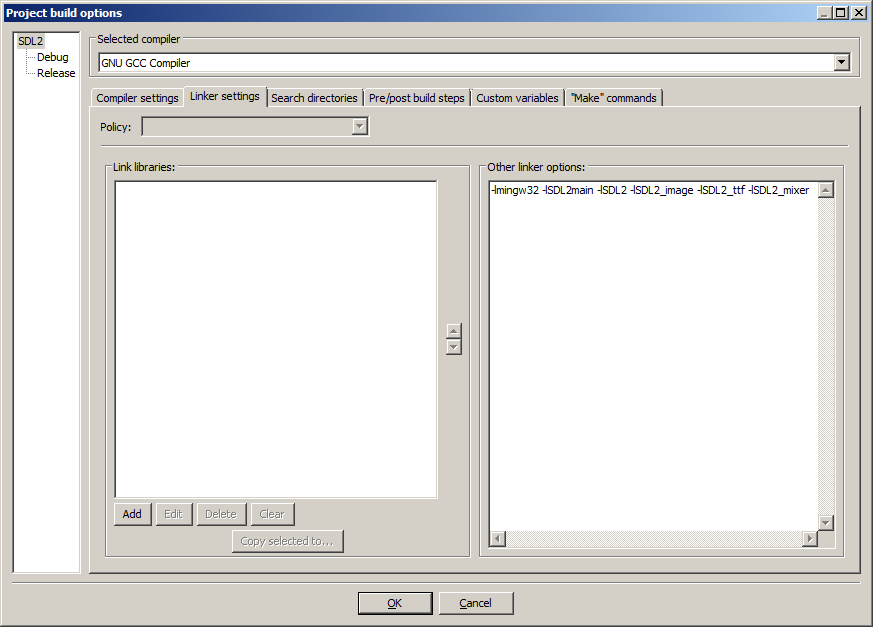 Project build options
SDL2
Debug
Release
Selected compiler
GNU GCC Compiler
Compiler settings
Linker settings
Search directories
Pre/post build steps
Custom variables
"Make" commands
Policy:
Link libraries:
Other linker options:
-lmingw32 -lSDL2main -lSDL2 -lSDL2_image -lSDL2_ttf -lSDL2_mixer
Add
Edit
Delete
Clear
Copy selected to...
OK
Cancel